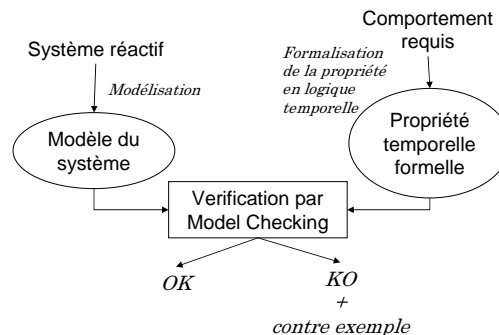 Système réactif
Modélisation
Modèle du
système
Comportement
requis
Formalisation
de la propriété
en logique
temporelle
Propriété
temporelle
formelle
Verification par
Model Checking
OK
KO
+
contre exemple